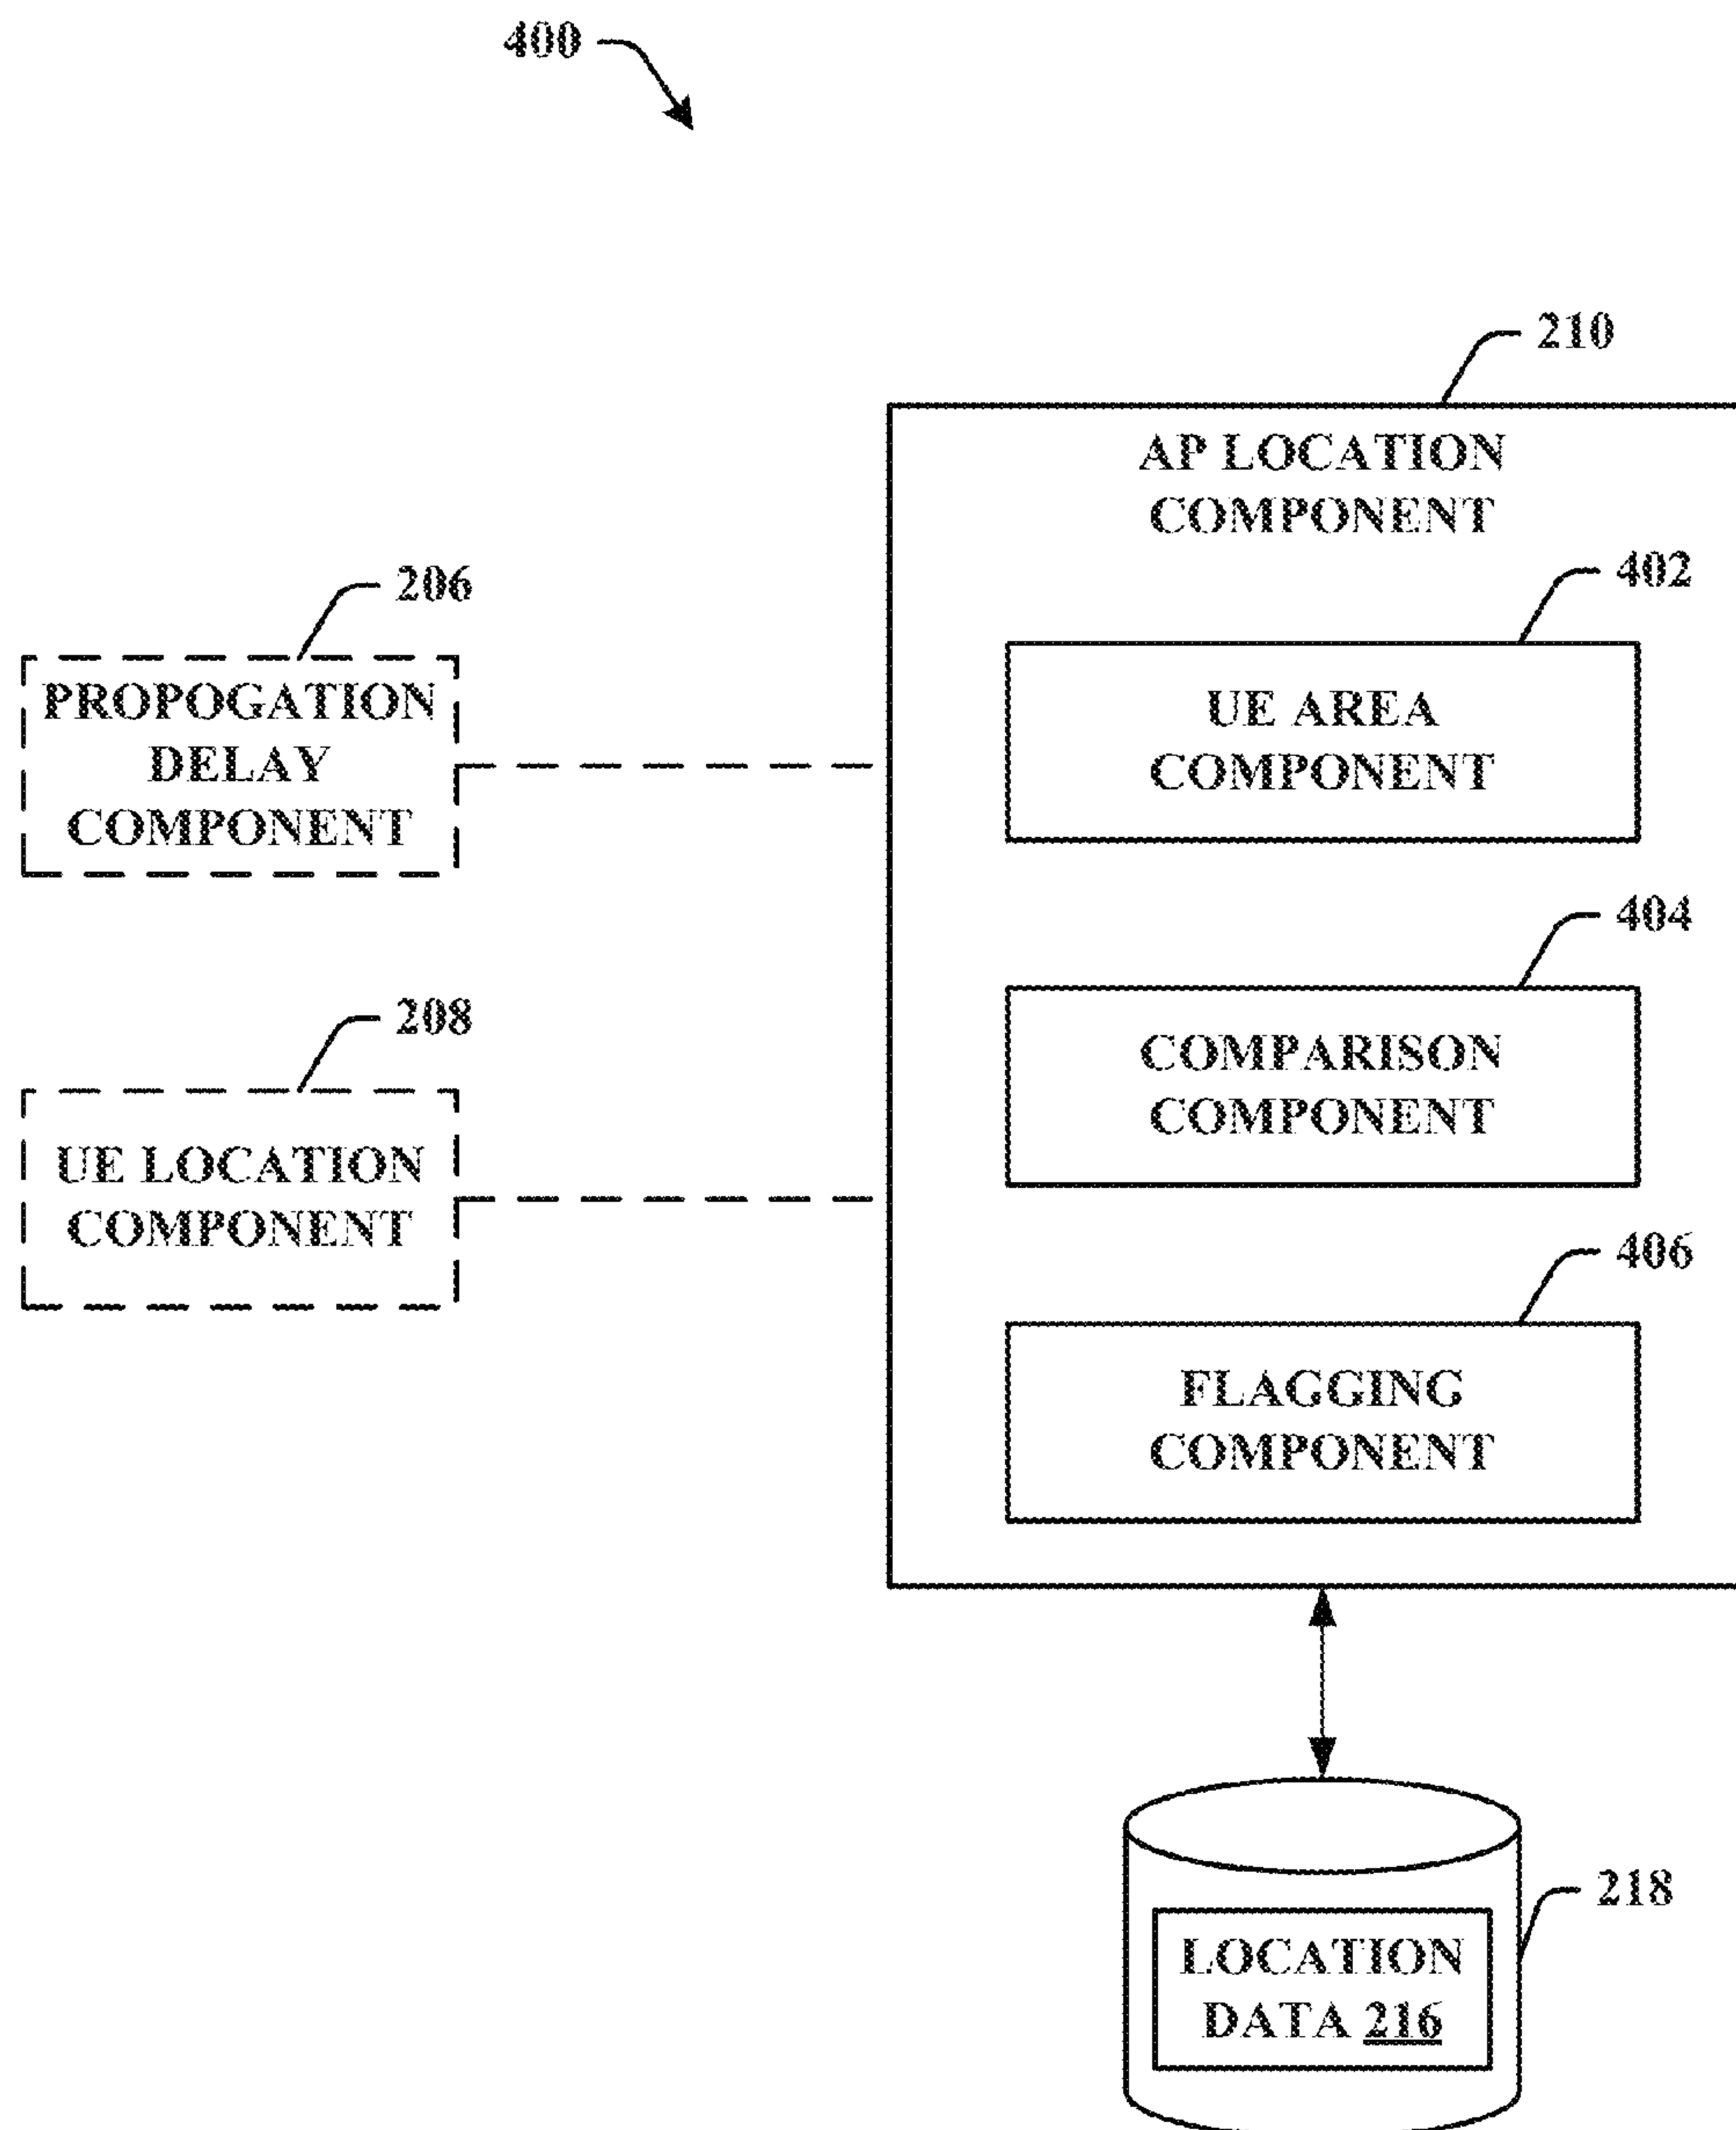 400
210
AP LOCATION
COMPONENT
402
UE AREA
COMPONENT
206
PROPOGATION
DELAY
COMPONENT
404
COMPARISON
COMPONENT
208
UE LOCATION
COMPONENT
406
FLAGGING
COMPONENT
218
LOCATION
DATA 216